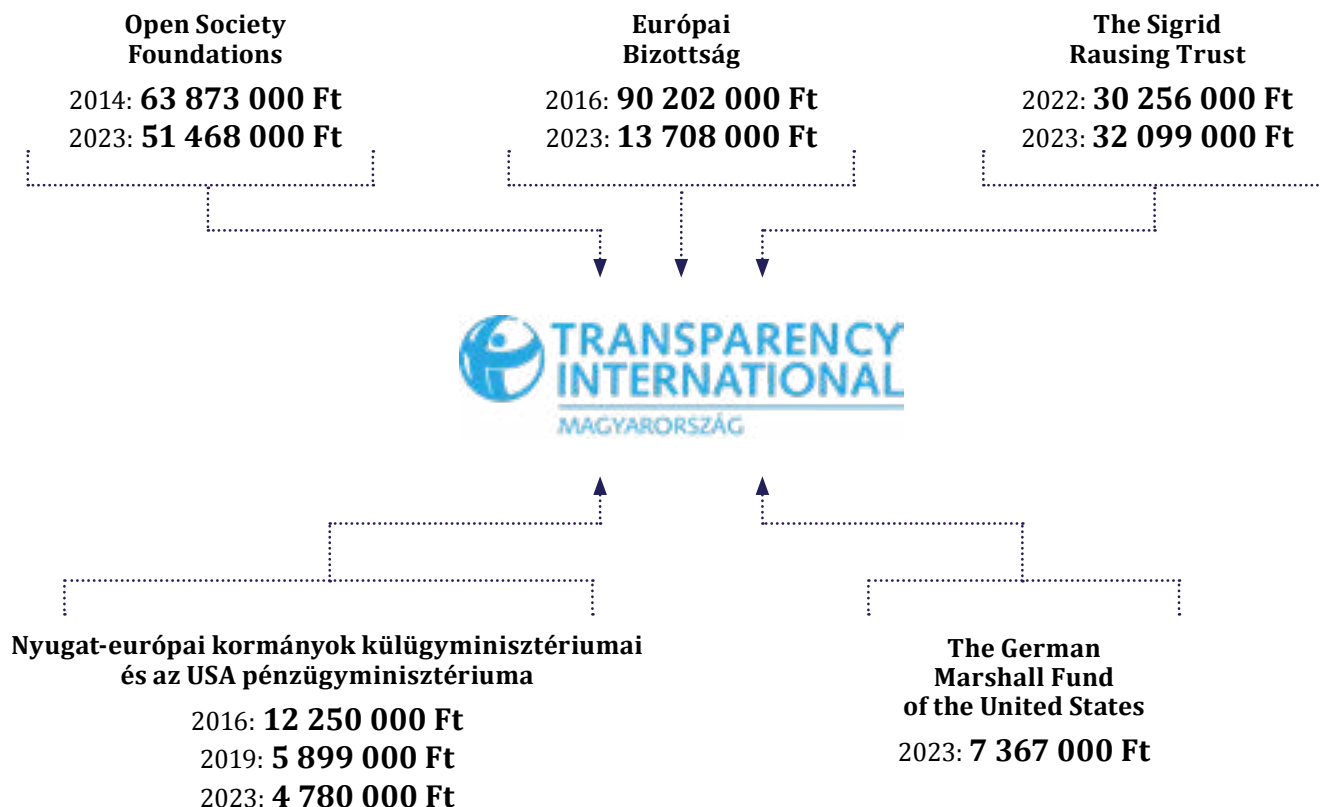 Open Society
Foundations
2014: 63 873 000 Ft
2023: 51 468 000 Ft
Európai
Bizottság
2016: 90 202 000 Ft
2023: 13 708 000 Ft
The Sigrid
Rausing Trust
2022: 30 256 000 Ft
2023: 32 099 000 Ft
TRANSPARENCY
INTERNATIONAL
MAGYARORSZÁG
Nyugat-európai kormányok külügyminisztériumai
és az USA pénzügyminisztériuma
2016: 12 250 000 Ft
2019: 5 899 000 Ft
2023: 4 780 000 Ft
The German
Marshall Fund
of the United States
2023: 7 367 000 Ft